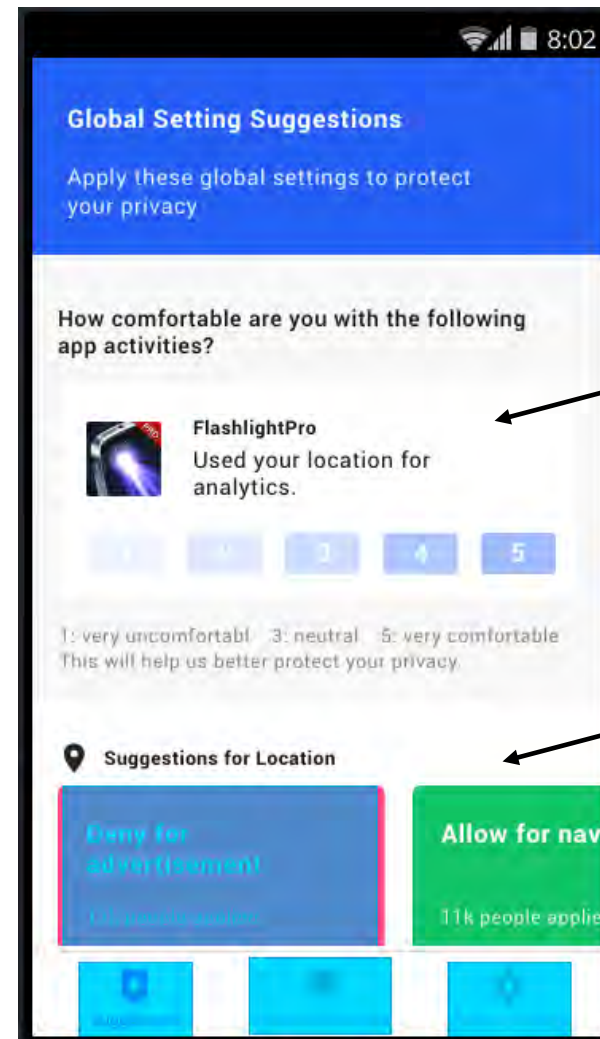 8:02
Global Setting Suggestions
Apply these global settings to protect
your privacy
How comfortable are you with the following
app activities?
PRO
FlashlightPro
Used your location for
analytics.
3 4 5
1: very uncomfortabl 3: neutral 5: very comfortable
This will help us better protect your privacy.
Suggestions for Location
Deny for
advertisement
Allow for nav
11k people applie